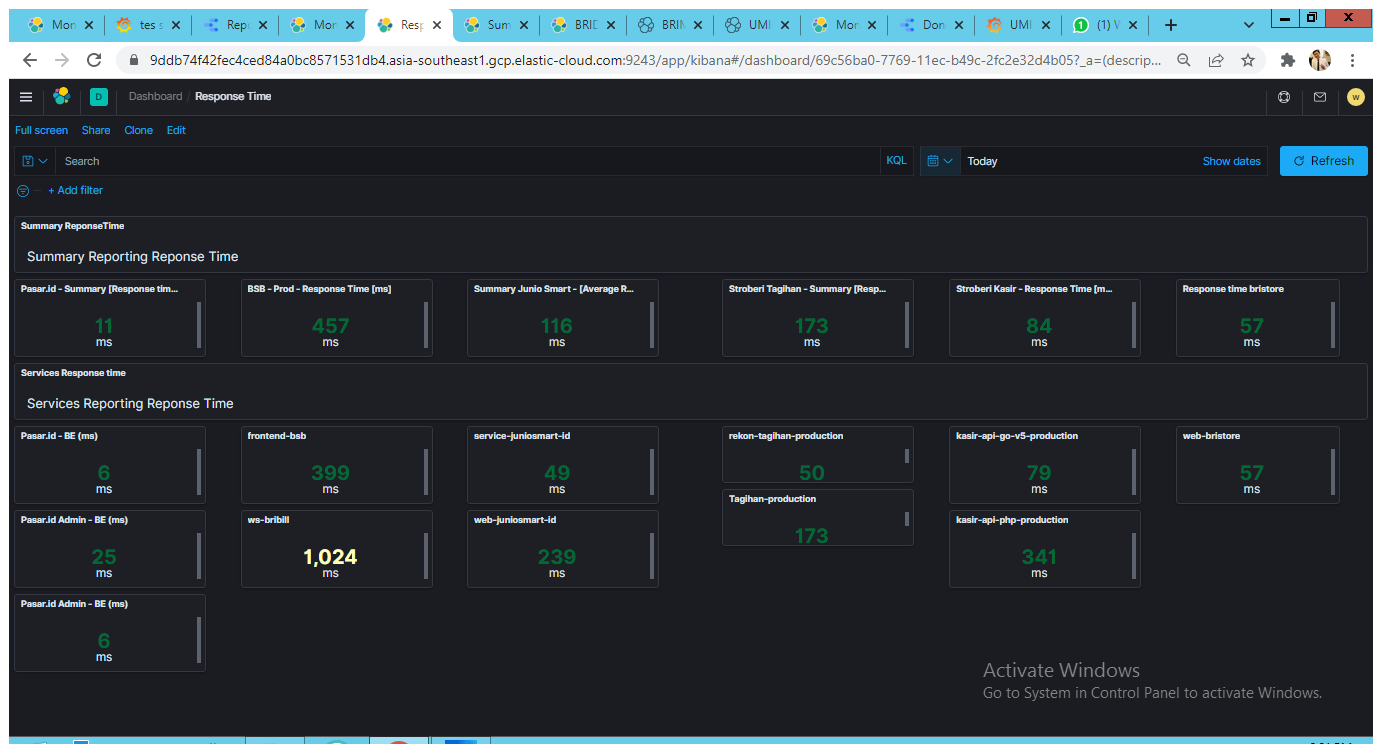 Mon
tes s
Repo
Mon
Resp
Sum
BRID
BRIN
UMI
Mon
Don
UMI
(1) W
9ddb74f42fec4ced84a0bc8571531db4.asia-southeast1.gcp.elastic-cloud.com:9243/app/kibana#/dashboard/69c56ba0-7769-11ec-b49c-2fc2e32d4b05?_a=(descrip...
D Dashboard / Response Time W
Full screen Share Clone Edit
Search KQL Today Show dates Refresh
+ Add filter
Summary ReponseTime
Summary Reporting Reponse Time
Pasar.id - Summary [Response tim...
11
ms
BSB - Prod - Response Time [ms]
457
ms
Summary Junio Smart - [Average R...
116
ms
Stroberi Tagihan - Summary [Resp...
173
ms
Stroberi Kasir - Response Time [m...
84
ms
Response time bristore
57
ms
Services Response time
Services Reporting Reponse Time
Pasar.id - BE (ms)
6
ms
frontend-bsb
399
ms
service-juniosmart-id
49
ms
rekon-tagihan-production
50
kasir-api-go-v5-production
79
ms
web-bristore
57
ms
Pasar.id Admin - BE (ms)
25
ms
ws-bribill
1,024
ms
web-juniosmart-id
239
ms
Tagihan-production
173
kasir-api-php-production
341
ms
Pasar.id Admin - BE (ms)
6
ms
Activate Windows
Go to System in Control Panel to activate Windows.